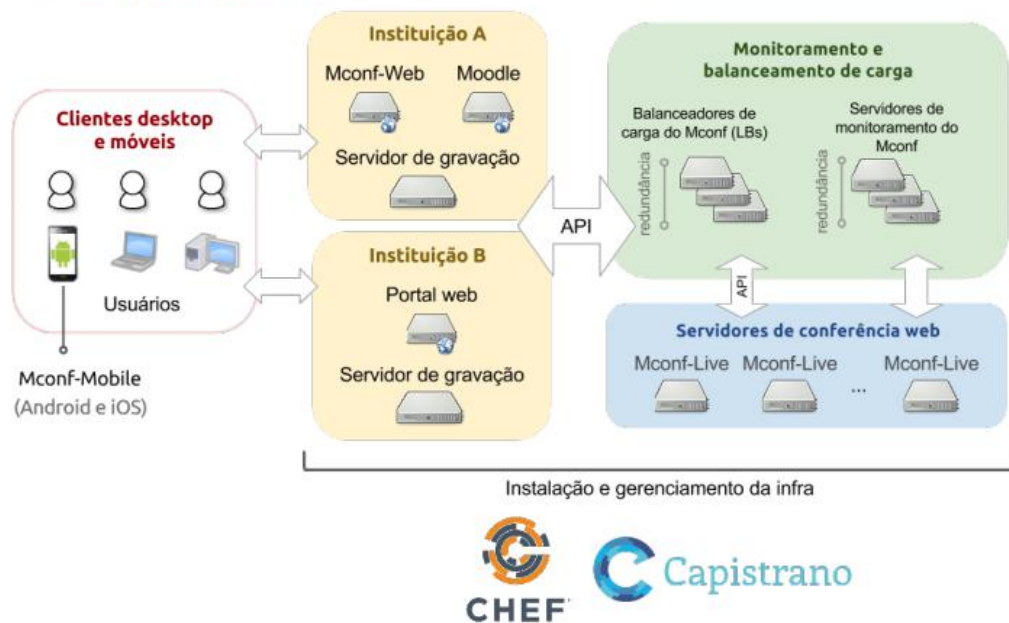 Clientes desktop
e móveis
Usuários
Mconf-Mobile
(Android e iOS)
Instituição A
Mconf-Web
Moodle
Servidor de gravação
Instituição B
Portal web
Servidor de gravação
API
Monitoramento e
balanceamento de carga
Balanceadores de
carga do Mconf (LBs)
redundância
Servidores de
monitoramento do
Mconf
redundância
API
Servidores de conferência web
Mconf-Live
Mconf-Live
...
Mconf-Live
Instalação e gerenciamento da infra
CHEF
Capistrano